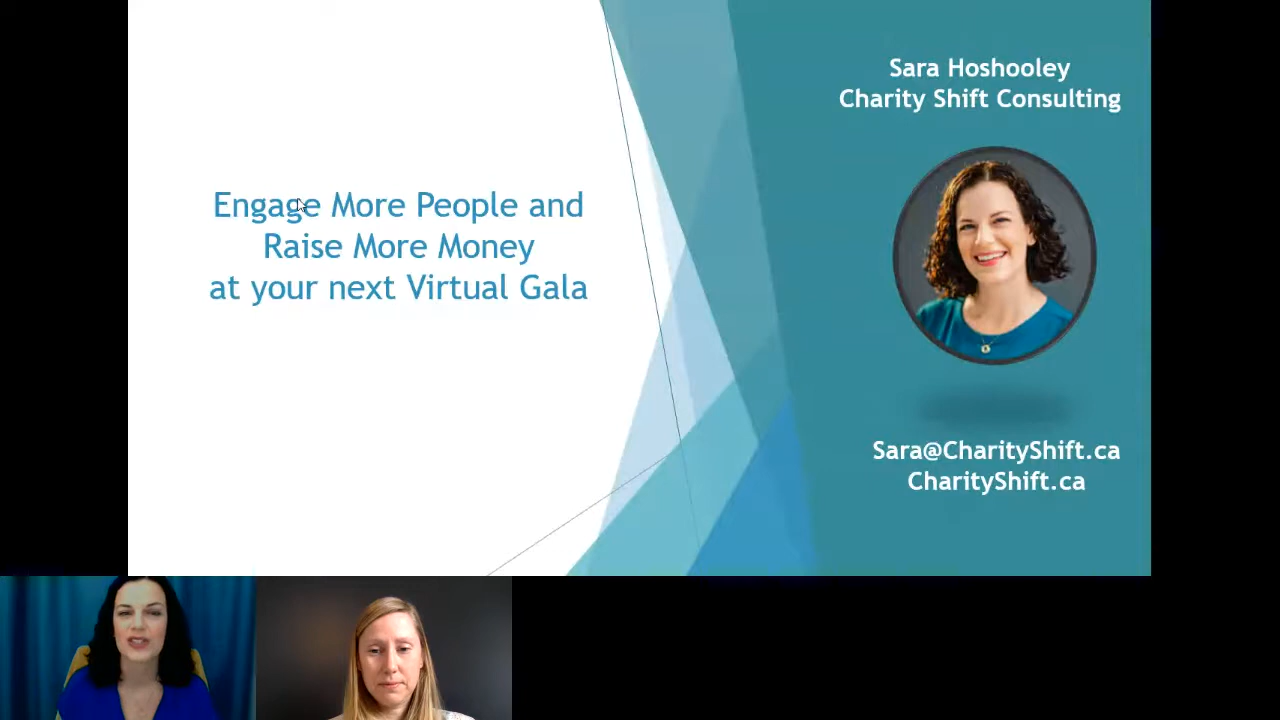 Engage More People and
Raise More Money
at your next Virtual Gala
Sara Hoshooley
Charity Shift Consulting
Sara@CharityShift.ca
CharityShift.ca